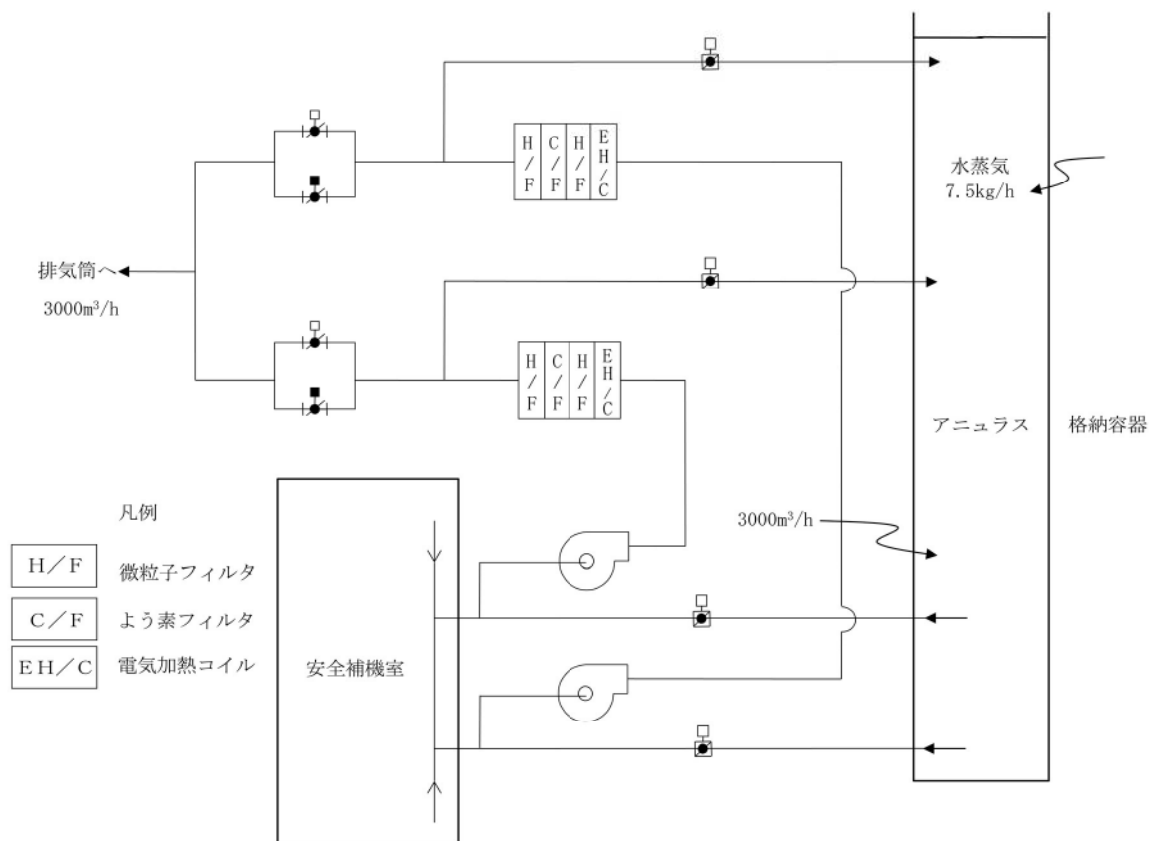 水蒸気
7.5kg/h
H/F
C/F
H/F
EH/C
排気筒へ
3000m³/h
H/F
C/F
H/F
EH/C
アニュラス
格納容器
3000m³/h
凡例
H/F
微粒子フィルタ
C/F
よう素フィルタ
EH/C
電気加熱コイル
安全補機室